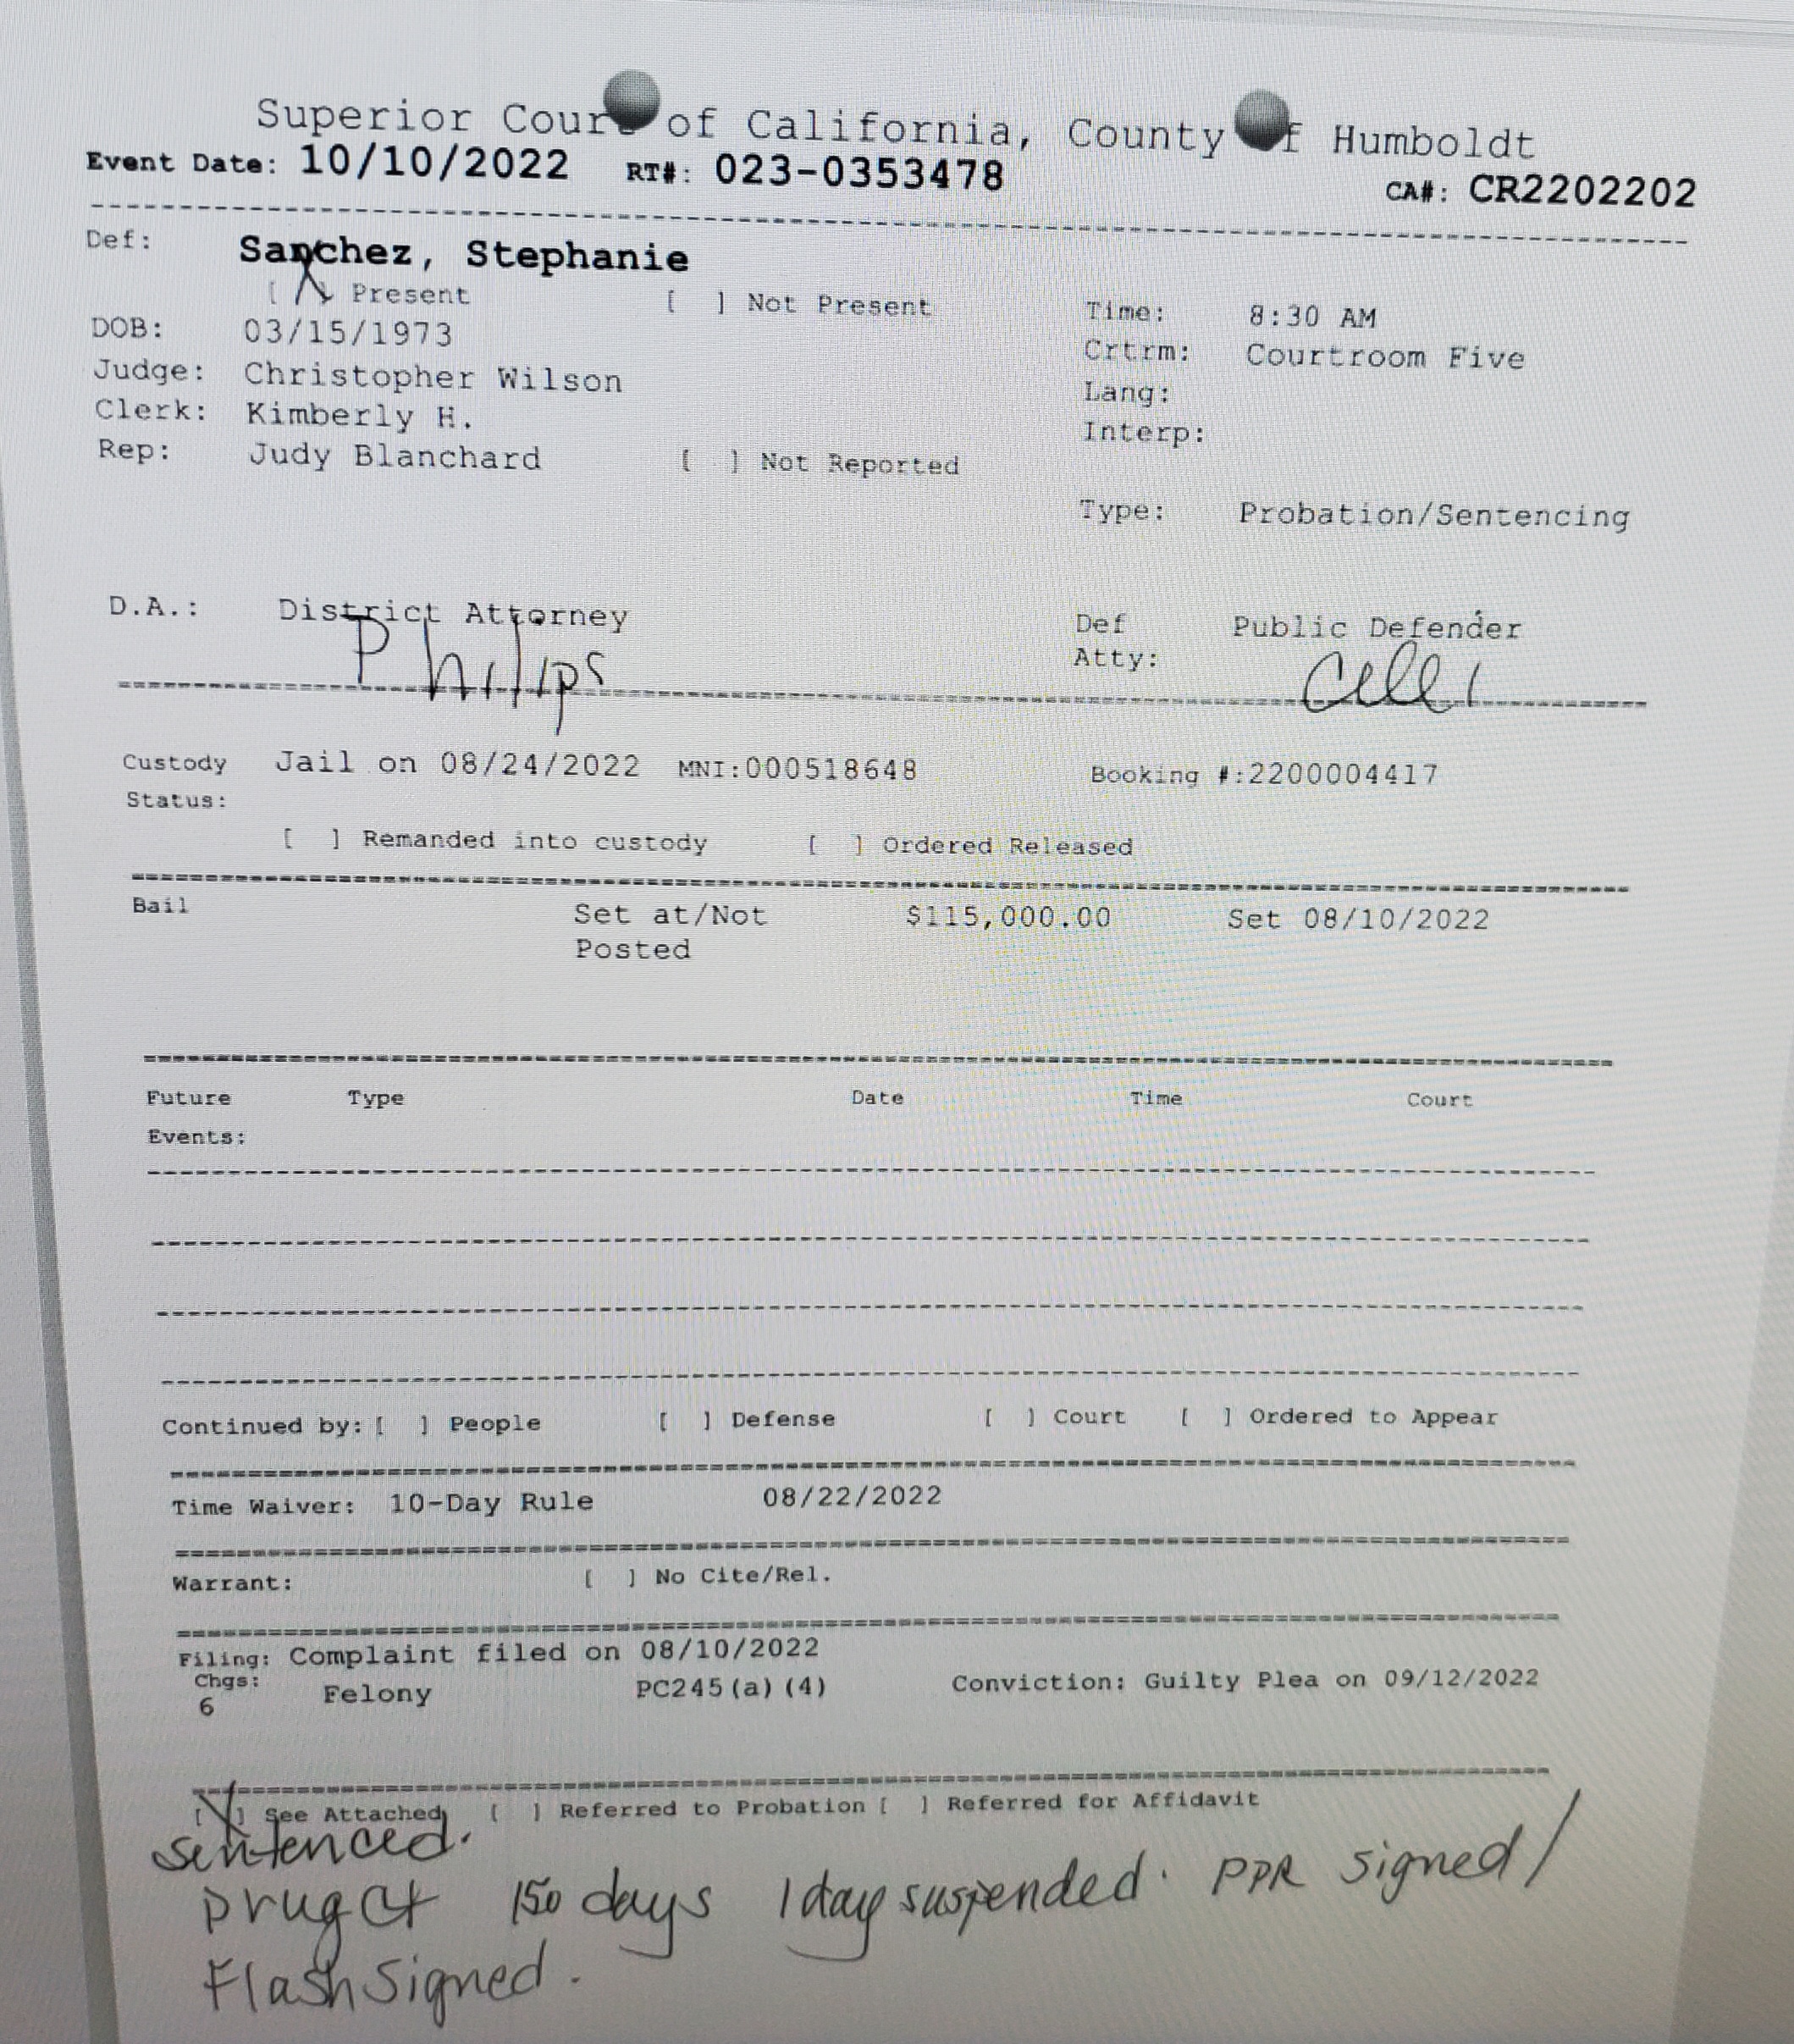 Superior Court of California, County of Humboldt
Event Date: 10/10/2022 RT#: 023-0353478 CA#: CR2202202
Def: Sanchez, Stephanie
[X] Present [ ] Not Present Time: 8:30 AM
DOB: 03/15/1973 Crtrm: Courtroom Five
Judge: Christopher Wilson Lang:
Clerk: Kimberly H. Interp:
Rep: Judy Blanchard [ ] Not Reported
Type: Probation/Sentencing
D.A.: District Attorney Def Public Defender
Atty:
Philips
Custody Jail on 08/24/2022 MNI:000518648 Booking #:2200004417
Status:
[ ] Remanded into custody [ ] Ordered Released
Bail Set at/Not $115,000.00 Set 08/10/2022
Posted
Future Type Date Time Court
Events:
Continued by: [ ] People [ ] Defense [ ] Court [ ] Ordered to Appear
Time Waiver: 10-Day Rule 08/22/2022
Warrant: [ ] No Cite/Rel.
Filing: Complaint filed on 08/10/2022
Chgs:
6 Felony PC245(a)(4) Conviction: Guilty Plea on 09/12/2022
[X] See Attached [ ] Referred to Probation [ ] Referred for Affidavit
sentenced.
Drug Ct 150 days 1 day suspended. PPR signed/
Flash Signed.